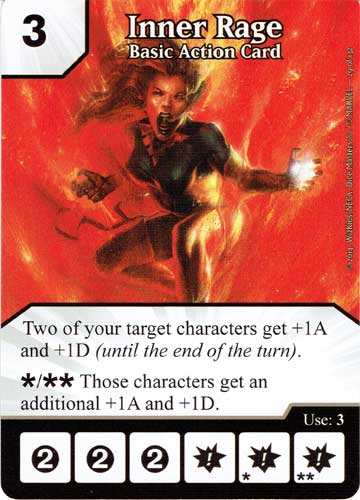 3
Inner Rage
Basic Action Card
Two of your target characters get +1A
and +1D (until the end of the turn).
*/** Those characters get an
additional +1A and +1D.
Use: 3
2 2 2 ! ! !
* **